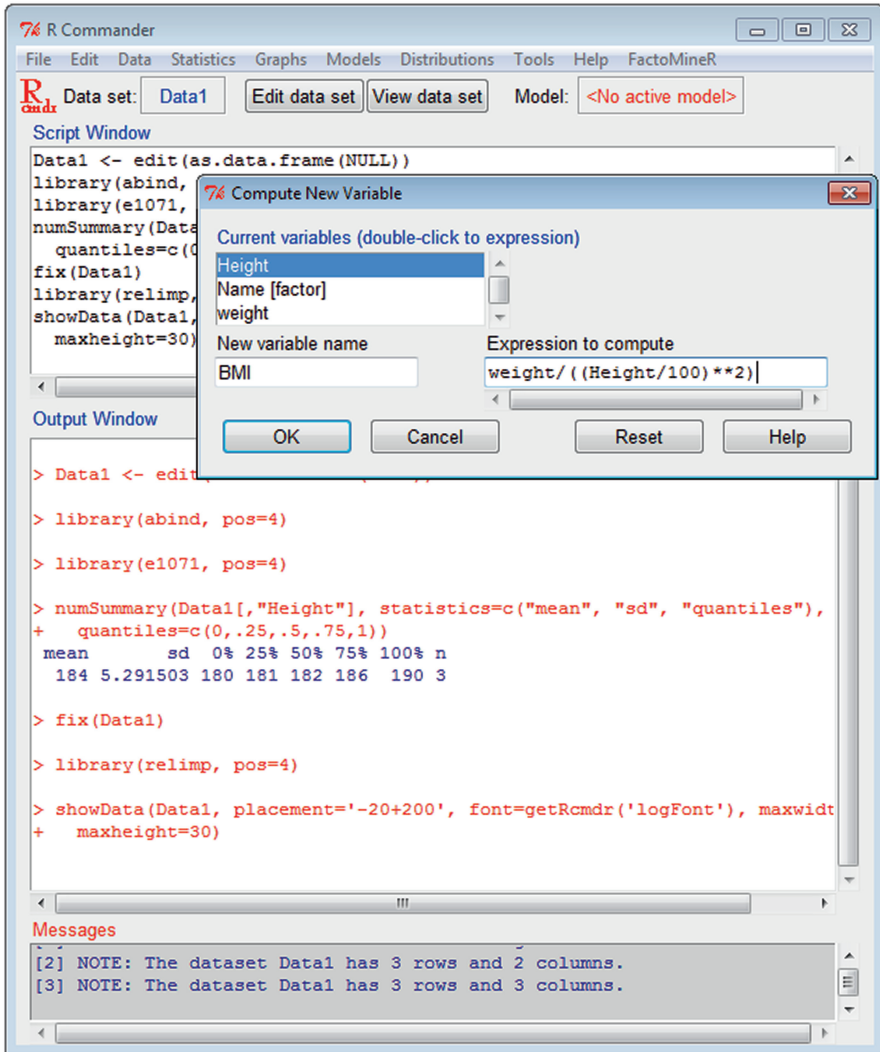 R Commander
File Edit Data Statistics Graphs Models Distributions Tools Help FactoMineR
R cmdr Data set: Data1 Edit data set View data set Model: <No active model>
Script Window
Data1 <- edit(as.data.frame(NULL))
library(abind,
library(e1071,
numSummary(Data
quantiles=c(0
fix(Data1)
library(relimp,
showData(Data1,
maxheight=30)
Compute New Variable
Current variables (double-click to expression)
Height
Name [factor]
weight
New variable name Expression to compute
BMI weight/((Height/100)**2)
OK Cancel Reset Help
Output Window
> Data1 <- edit
> library(abind, pos=4)
> library(e1071, pos=4)
> numSummary(Data1[,"Height"], statistics=c("mean", "sd", "quantiles"),
+ quantiles=c(0,.25,.5,.75,1))
mean sd 0% 25% 50% 75% 100% n
184 5.291503 180 181 182 186 190 3
> fix(Data1)
> library(relimp, pos=4)
> showData(Data1, placement='-20+200', font=getRcmdr('logFont'), maxwidt
+ maxheight=30)
Messages
[2] NOTE: The dataset Data1 has 3 rows and 2 columns.
[3] NOTE: The dataset Data1 has 3 rows and 3 columns.